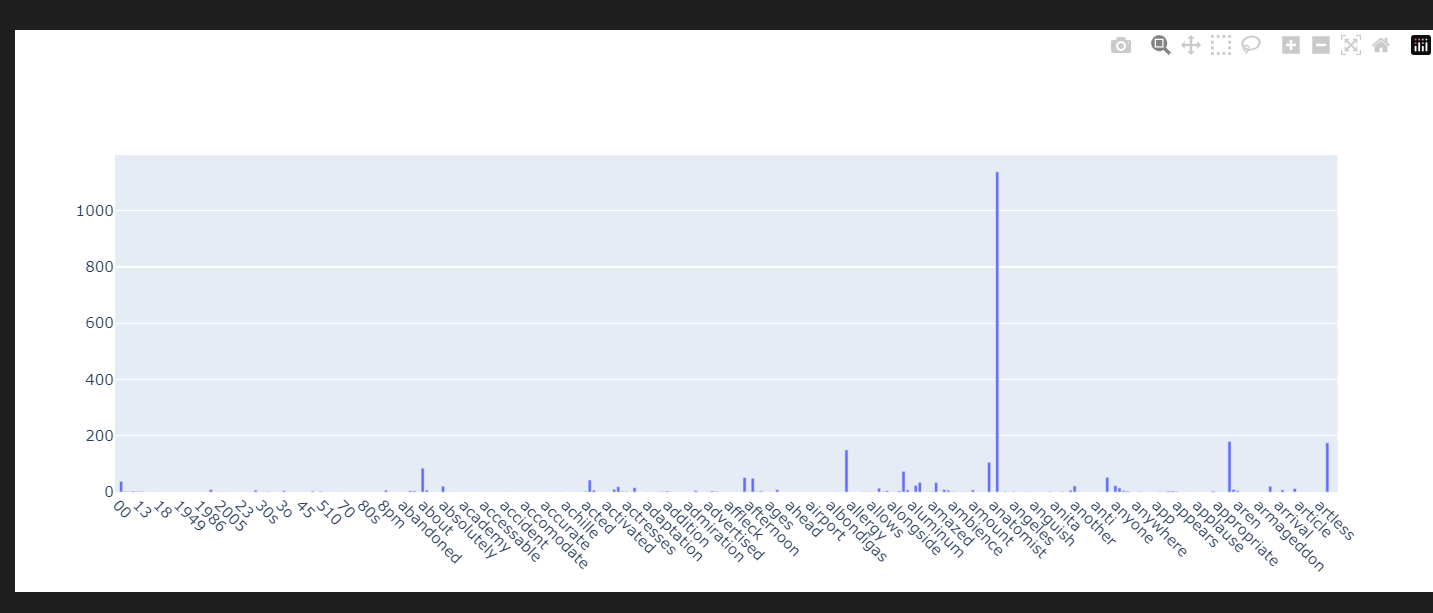 1000
800
600
400
200
0
00
13
18
1949
1986
2005
23
30s
3o
45
510
70
80s
8pm
abandoned
about
absolutely
academy
accessable
accident
accomodate
accurate
achilie
acted
activated
actresses
adaptation
addition
admiration
advertised
affleck
afternoon
ages
ahead
airport
albondigas
allergy
allows
alongside
aluminum
amazed
ambience
amount
anatomist
angeles
anguish
anita
another
anti
anyone
anywhere
app
appears
applause
appropriate
aren
armageddon
arrival
article
artless